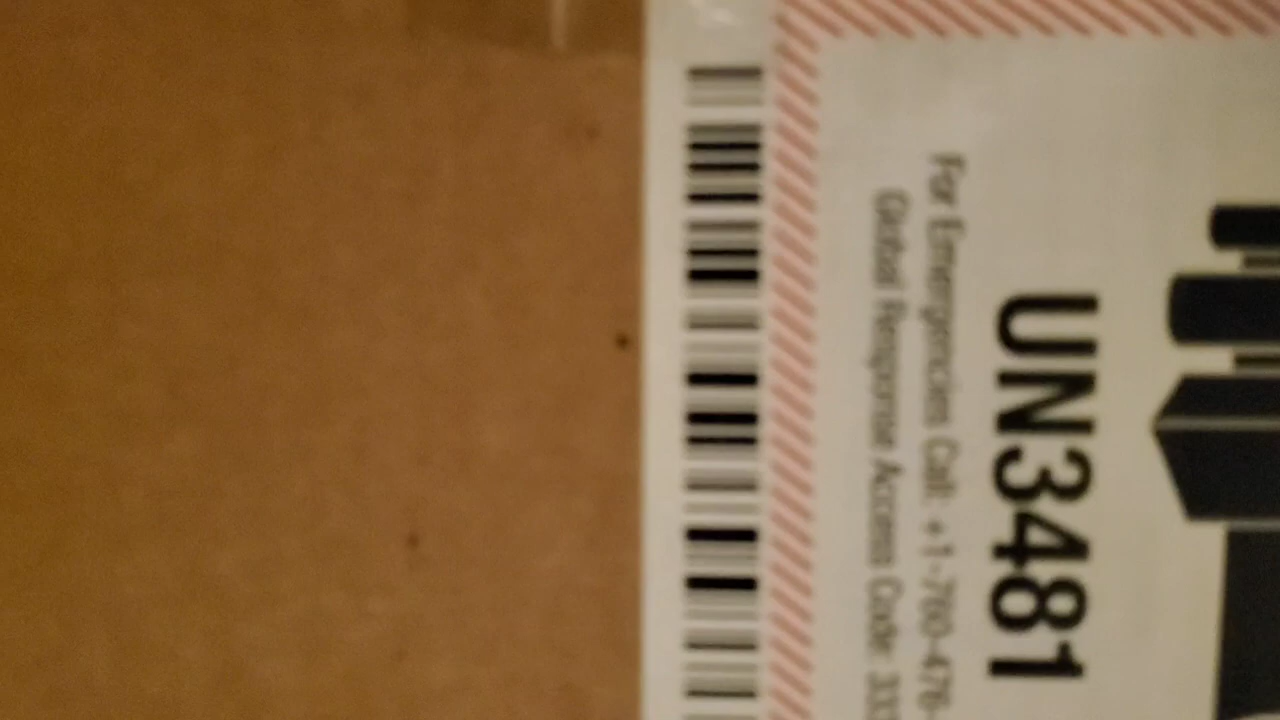 UN3481
For Emergencies Call: +1-760-476-
Global Response Access Code: 333